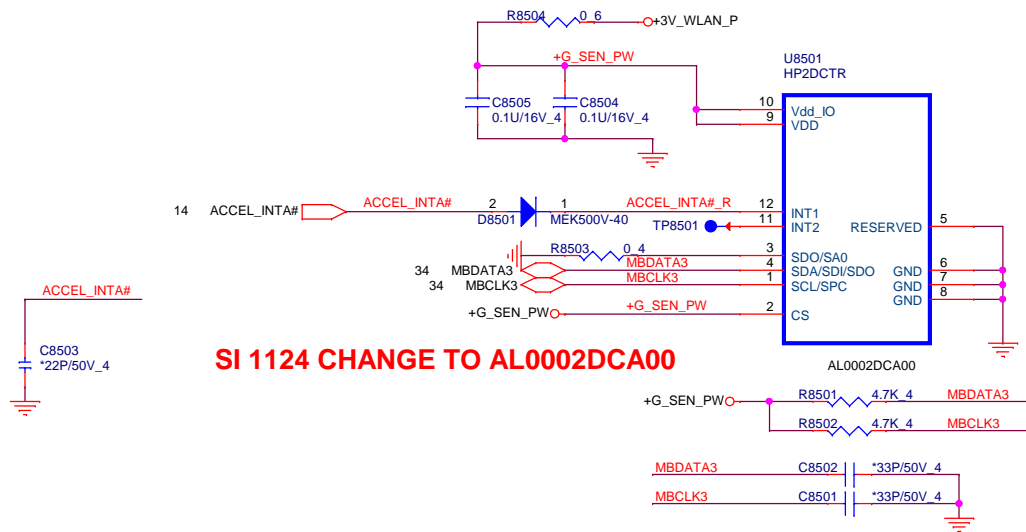 R8504 0_6 +3V_WLAN_P
+G_SEN_PW
C8505
0.1U/16V_4
C8504
0.1U/16V_4
U8501
HP2DCTR
10 Vdd_IO
9 VDD
14 ACCEL_INTA# ACCEL_INTA# 2 1 ACCEL_INTA#_R 12 INT1
D8501 MEK500V-40
TP8501 11 INT2 RESERVED 5
R8503 0_4 3 SDO/SA0
34 MBDATA3 MBDATA3 4 SDA/SDI/SDO GND 6
34 MBCLK3 MBCLK3 1 SCL/SPC GND 7
GND 8
+G_SEN_PW +G_SEN_PW 2 CS
ACCEL_INTA#
C8503
*22P/50V_4
SI 1124 CHANGE TO AL0002DCA00
AL0002DCA00
+G_SEN_PW R8501 4.7K_4 MBDATA3
R8502 4.7K_4 MBCLK3
MBDATA3 C8502 *33P/50V_4
MBCLK3 C8501 *33P/50V_4